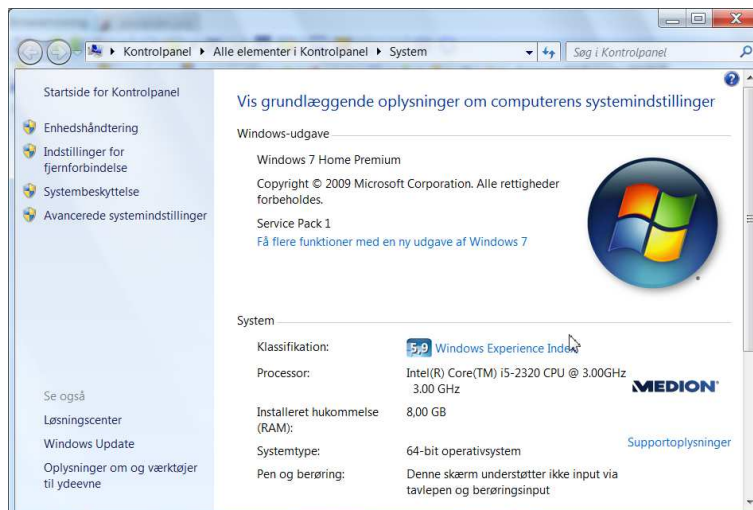 Kontrolpanel
Alle elementer i Kontrolpanel
System
Søg i Kontrolpanel
Startside for Kontrolpanel
Enhedshåndtering
Indstillinger for
fjernforbindelse
Systembeskyttelse
Avancerede systemindstillinger
Se også
Løsningscenter
Windows Update
Oplysninger om og værktøjer
til ydeevne
Vis grundlæggende oplysninger om computerens systemindstillinger
Windows-udgave
Windows 7 Home Premium
Copyright © 2009 Microsoft Corporation. Alle rettigheder
forbeholdes.
Service Pack 1
Få flere funktioner med en ny udgave af Windows 7
System
Klassifikation:
5,9 Windows Experience Index
Processor:
Intel(R) Core(TM) i5-2320 CPU @ 3.00GHz
3.00 GHz
MEDION
Installeret hukommelse
(RAM):
8,00 GB
Systemtype:
64-bit operativsystem
Supportoplysninger
Pen og berøring:
Denne skærm understøtter ikke input via
tavlepen og berøringsinput